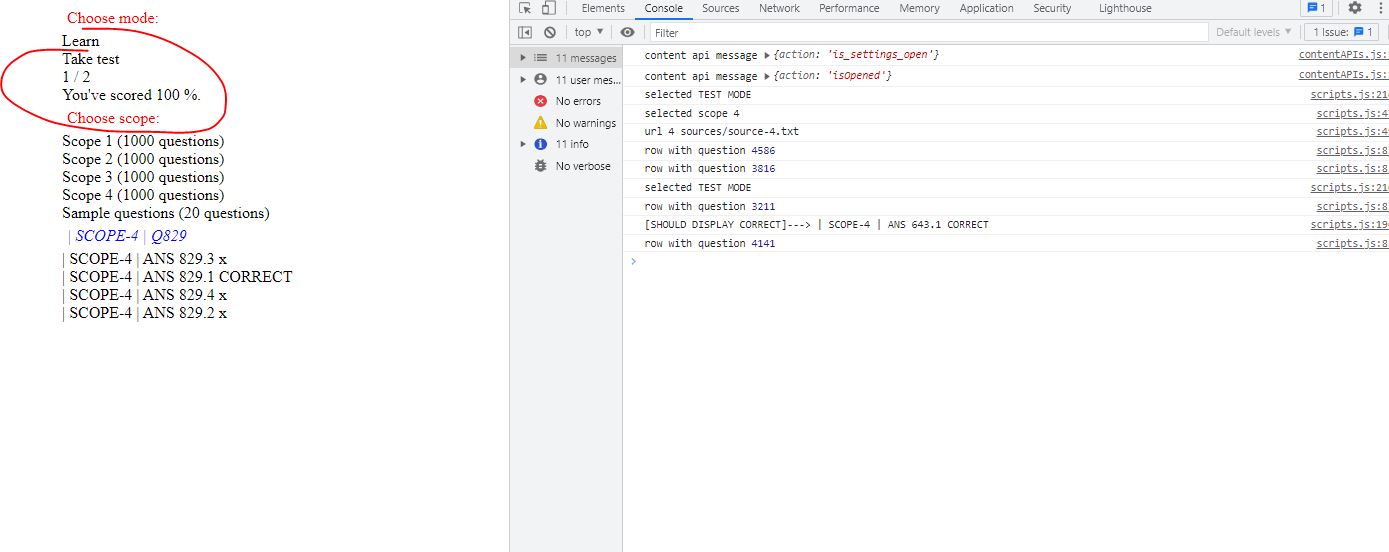 Choose mode:
Learn
Take test
1 / 2
You've scored 100 %.
Choose scope:
Scope 1 (1000 questions)
Scope 2 (1000 questions)
Scope 3 (1000 questions)
Scope 4 (1000 questions)
Sample questions (20 questions)
| SCOPE-4 | Q829
| SCOPE-4 | ANS 829.3 x
| SCOPE-4 | ANS 829.1 CORRECT
| SCOPE-4 | ANS 829.4 x
| SCOPE-4 | ANS 829.2 x
Elements Console Sources Network Performance Memory Application Security Lighthouse 1
top ▼ Filter Default levels ▼ 1 Issue: 1
11 messages
11 user mes...
No errors
No warnings
11 info
No verbose
content api message ▶{action: 'is_settings_open'} contentAPIs.js:
content api message ▶{action: 'isOpened'} contentAPIs.js:
selected TEST MODE scripts.js:21
selected scope 4 scripts.js:4
url 4 sources/source-4.txt scripts.js:4
row with question 4586 scripts.js:8
row with question 3816 scripts.js:8
selected TEST MODE scripts.js:21
row with question 3211 scripts.js:8
[SHOULD DISPLAY CORRECT]---> | SCOPE-4 | ANS 643.1 CORRECT scripts.js:19
row with question 4141 scripts.js:8